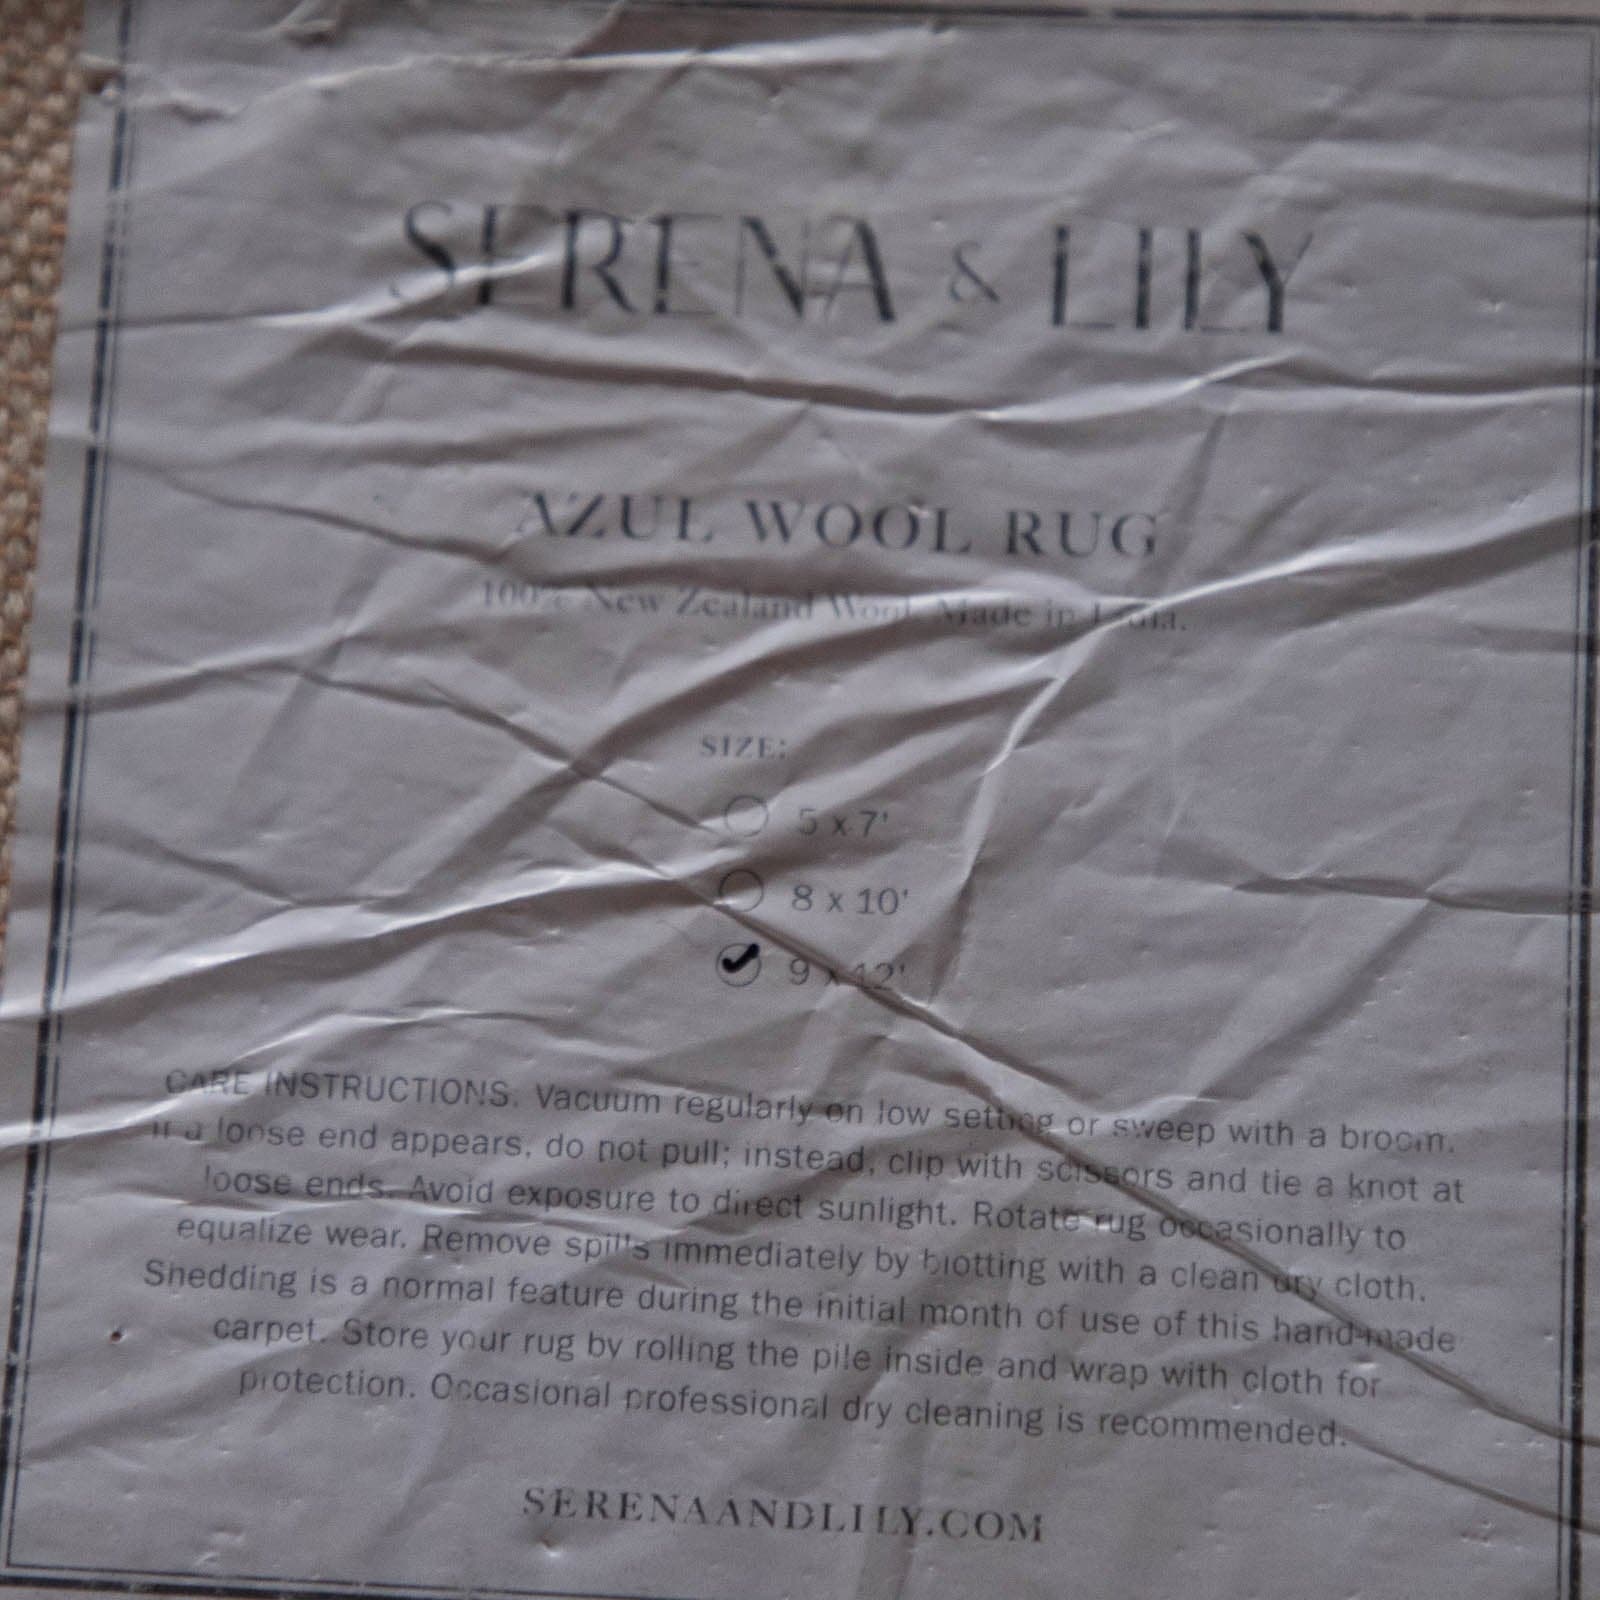 SERENA & LILY
AZUL WOOL RUG
100% New Zealand Wool. Made in India.
SIZE:
5 x 7'
8 x 10'
9 x 12'
CARE INSTRUCTIONS. Vacuum regularly on low setting or sweep with a broom.
If a loose end appears, do not pull; instead, clip with scissors and tie a knot at
loose ends. Avoid exposure to direct sunlight. Rotate rug occasionally to
equalize wear. Remove spills immediately by blotting with a clean dry cloth.
Shedding is a normal feature during the initial month of use of this hand-made
carpet. Store your rug by rolling the pile inside and wrap with cloth for
protection. Occasional professional dry cleaning is recommended.
SERENAANDLILY.COM